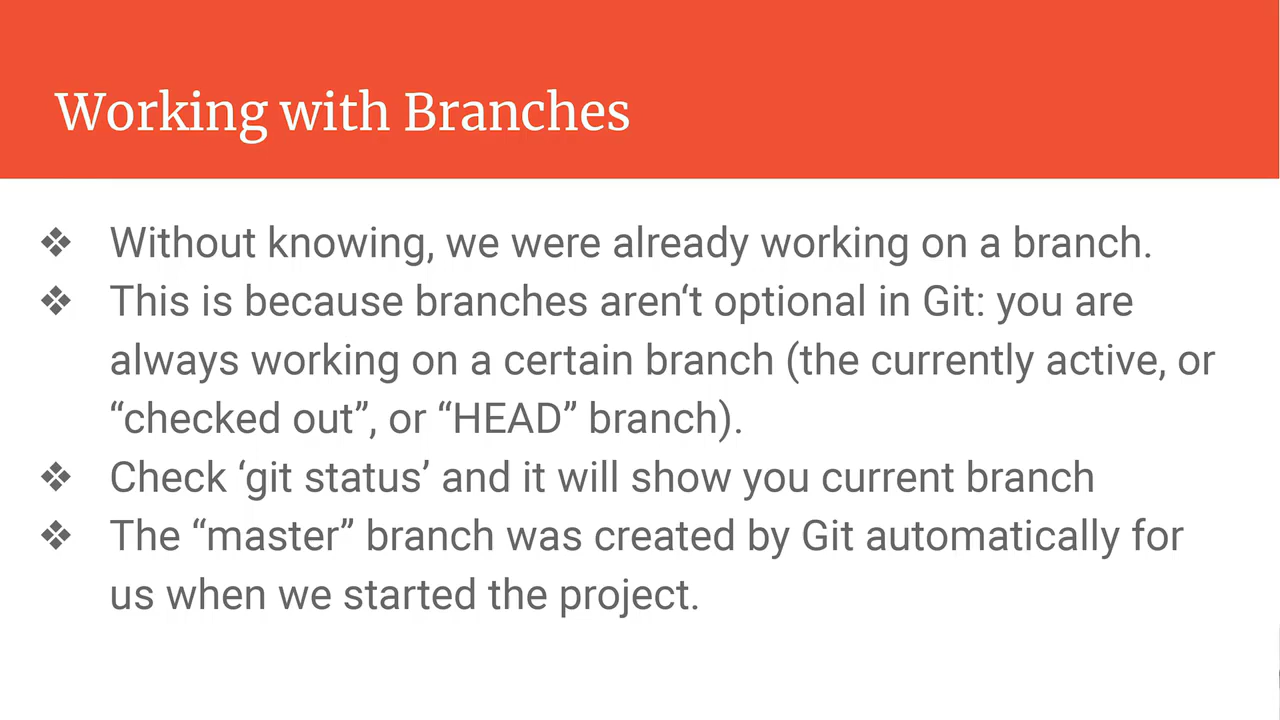 Working with Branches
❖ Without knowing, we were already working on a branch.
❖ This is because branches aren‘t optional in Git: you are
always working on a certain branch (the currently active, or
“checked out”, or “HEAD” branch).
❖ Check ‘git status’ and it will show you current branch
❖ The “master” branch was created by Git automatically for
us when we started the project.